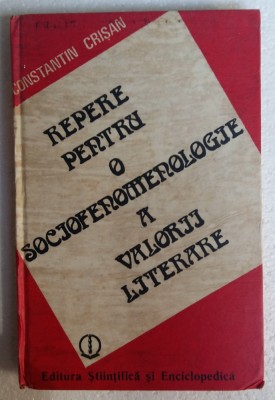 CONSTANTIN CRIȘAN
REPERE
PENTRU
O
SOCIOFENOMENOLOGIE
A
VALORII
LITERARE
Editura Științifică și Enciclopedică